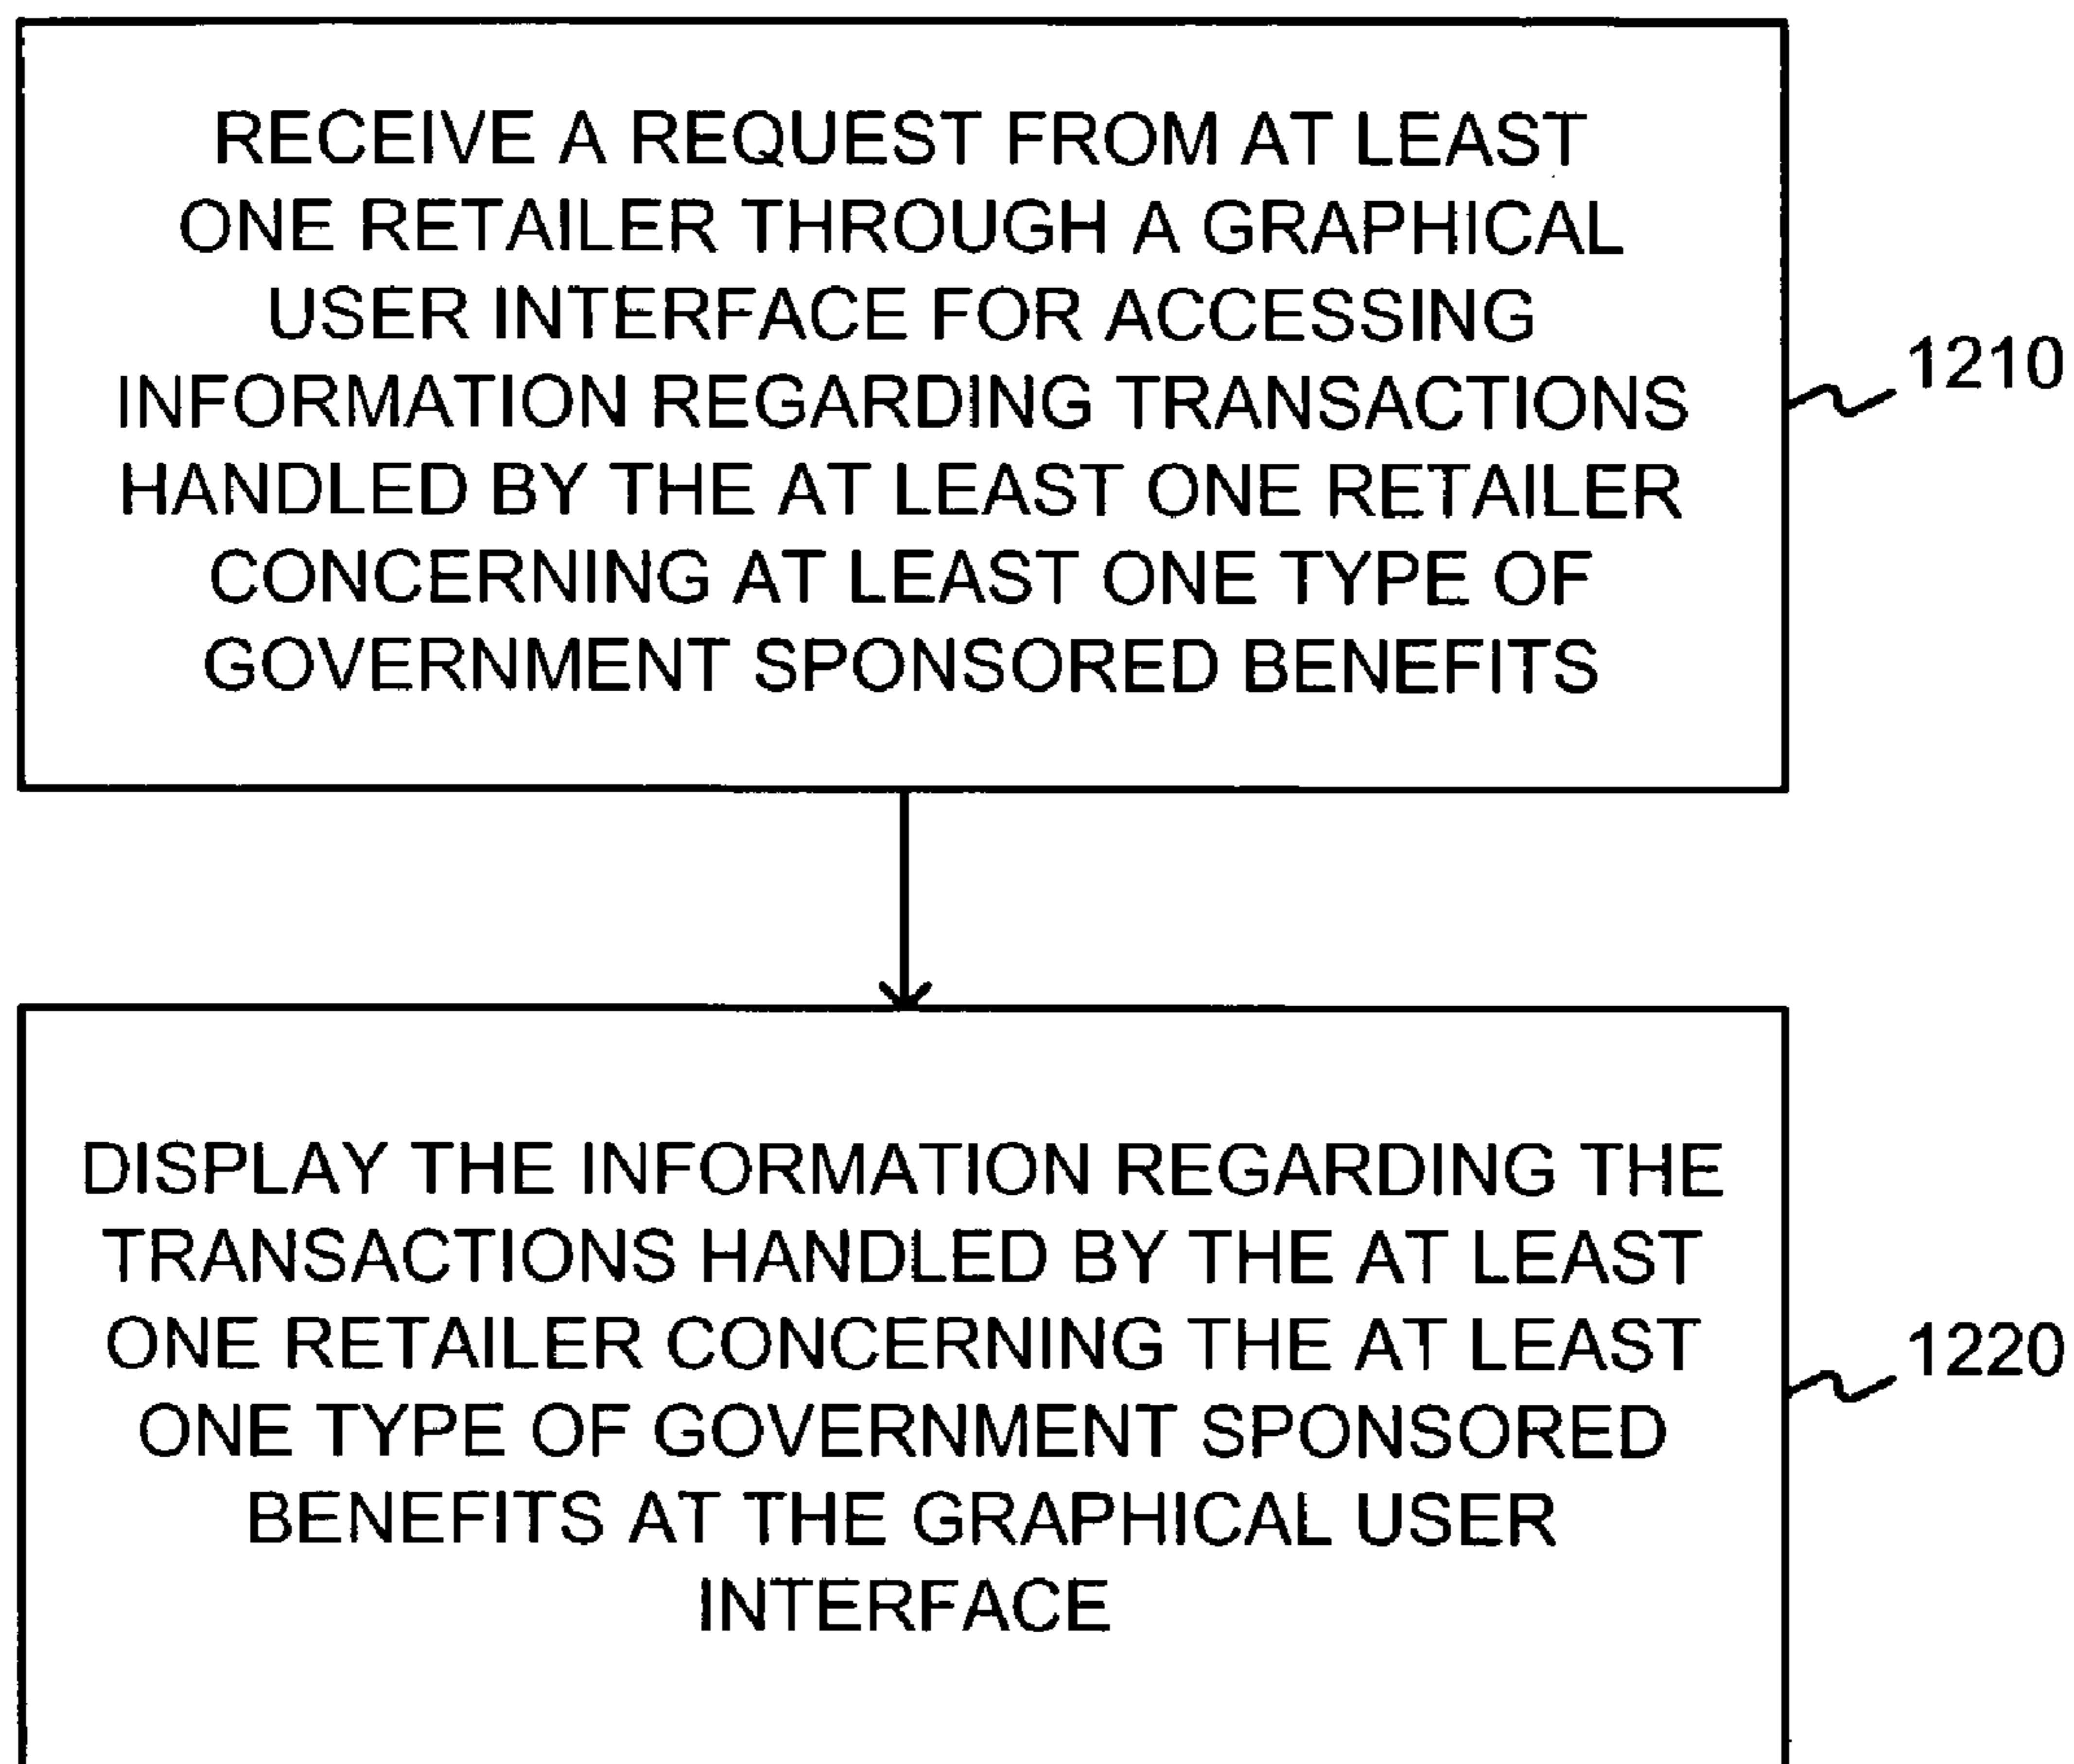 RECEIVE A REQUEST FROM AT LEAST
ONE RETAILER THROUGH A GRAPHICAL
USER INTERFACE FOR ACCESSING
INFORMATION REGARDING TRANSACTIONS
HANDLED BY THE AT LEAST ONE RETAILER
CONCERNING AT LEAST ONE TYPE OF
GOVERNMENT SPONSORED BENEFITS
1210
DISPLAY THE INFORMATION REGARDING THE
TRANSACTIONS HANDLED BY THE AT LEAST
ONE RETAILER CONCERNING THE AT LEAST
ONE TYPE OF GOVERNMENT SPONSORED
BENEFITS AT THE GRAPHICAL USER
INTERFACE
1220